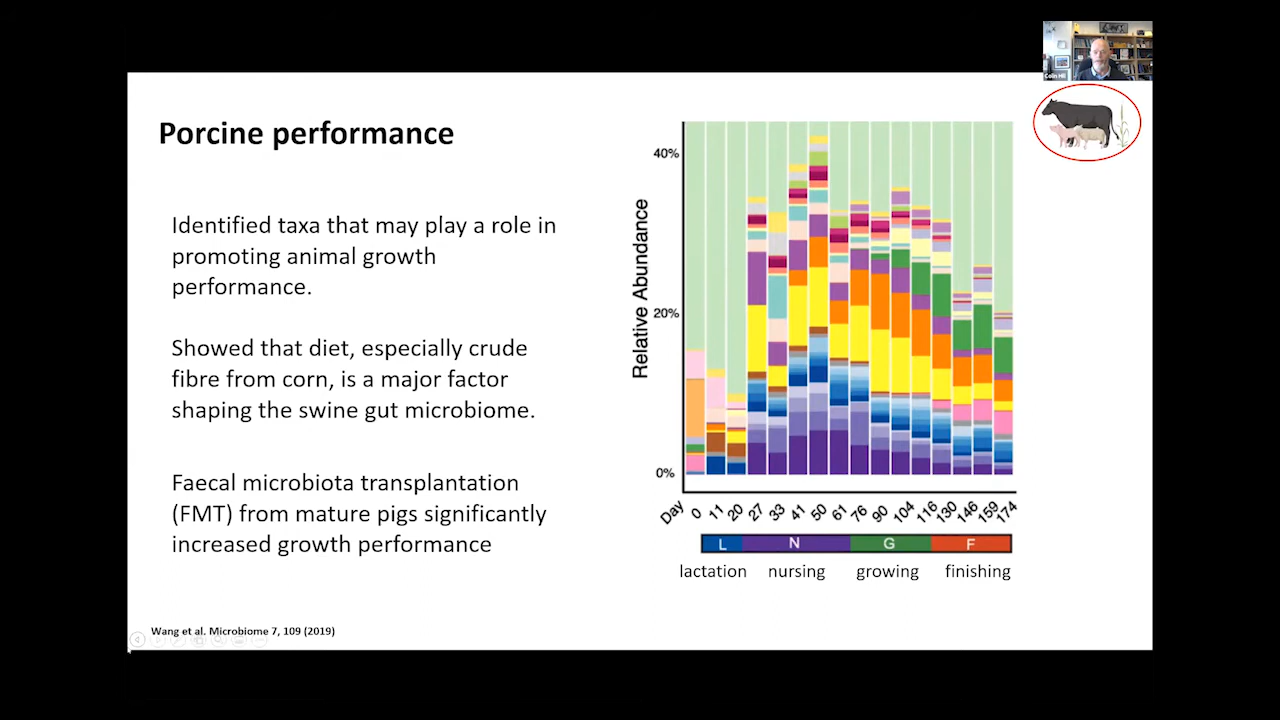 Colin Hill
Porcine performance
Identified taxa that may play a role in
promoting animal growth
performance.
Showed that diet, especially crude
fibre from corn, is a major factor
shaping the swine gut microbiome.
Faecal microbiota transplantation
(FMT) from mature pigs significantly
increased growth performance
Wang et al. Microbiome 7, 109 (2019)
Relative Abundance
40%
20%
0%
Day 0 11 20 27 33 41 50 61 76 90 104 116 130 146 159 174
L N G F
lactation nursing growing finishing